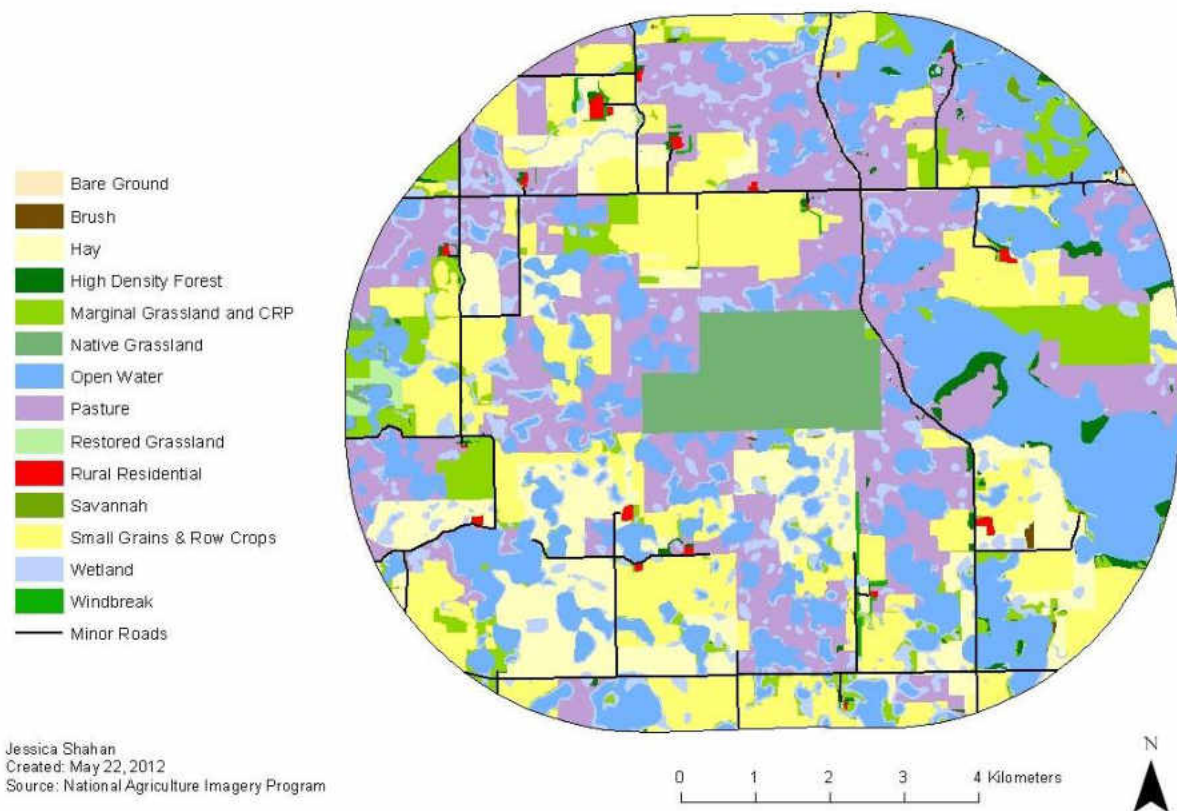 Bare Ground
Brush
Hay
High Density Forest
Marginal Grassland and CRP
Native Grassland
Open Water
Pasture
Restored Grassland
Rural Residential
Savannah
Small Grains & Row Crops
Wetland
Windbreak
Minor Roads
Jessica Shahan
Created: May 22, 2012
Source: National Agriculture Imagery Program
0 1 2 3 4 Kilometers
N